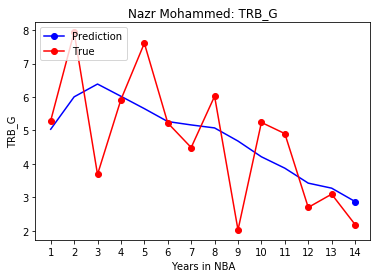 Nazr Mohammed: TRB_G
Prediction
True
8
7
6
5
4
3
2
TRB_G
1 2 3 4 5 6 7 8 9 10 11 12 13 14
Years in NBA